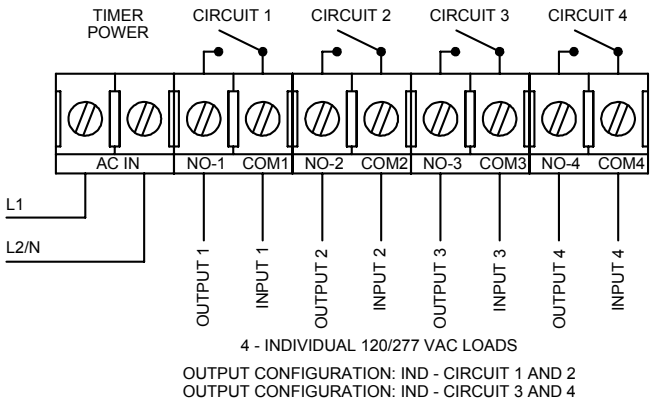 TIMER POWER
CIRCUIT 1
CIRCUIT 2
CIRCUIT 3
CIRCUIT 4
AC IN
NO-1
COM1
NO-2
COM2
NO-3
COM3
NO-4
COM4
L1
L2/N
OUTPUT 1
INPUT 1
OUTPUT 2
INPUT 2
OUTPUT 3
INPUT 3
OUTPUT 4
INPUT 4
4 - INDIVIDUAL 120/277 VAC LOADS
OUTPUT CONFIGURATION: IND - CIRCUIT 1 AND 2
OUTPUT CONFIGURATION: IND - CIRCUIT 3 AND 4